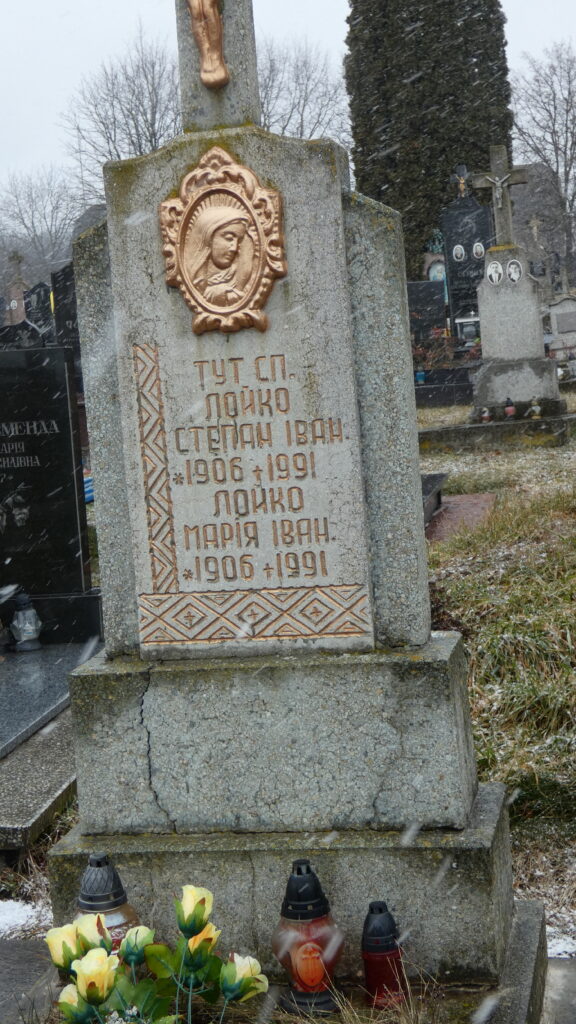 ТУТ СП.
ЛОЙКО
СТЕПАН ІВАН.
*1906 +1991
ЛОЙКО
МАРІЯ ІВАН.
*1906 +1991